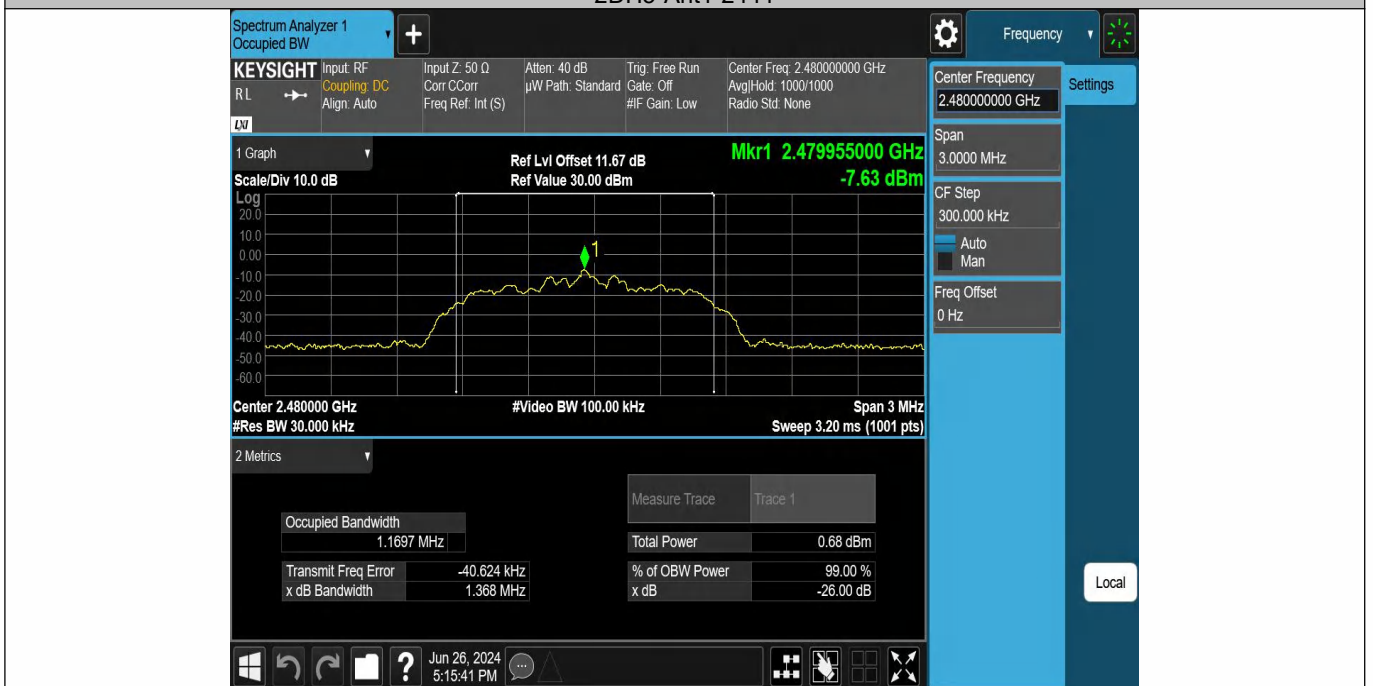 Spectrum Analyzer 1
Occupied BW
+
Frequency
KEYSIGHT
RL
LXI
Input: RF
Coupling: DC
Align: Auto
Input Z: 50 Ω
Corr CCorr
Freq Ref: Int (S)
Atten: 40 dB
µW Path: Standard
Trig: Free Run
Gate: Off
#IF Gain: Low
Center Freq: 2.480000000 GHz
Avg|Hold: 1000/1000
Radio Std: None
Center Frequency
2.480000000 GHz
Settings
Span
3.0000 MHz
CF Step
300.000 kHz
Auto
Man
Freq Offset
0 Hz
Local
1 Graph
Scale/Div 10.0 dB
Ref Lvl Offset 11.67 dB
Ref Value 30.00 dBm
Mkr1 2.479955000 GHz
-7.63 dBm
Log
20.0
10.0
0.00
-10.0
-20.0
-30.0
-40.0
-50.0
-60.0
1
Center 2.480000 GHz
#Res BW 30.000 kHz
#Video BW 100.00 kHz
Span 3 MHz
Sweep 3.20 ms (1001 pts)
2 Metrics
Measure Trace Trace 1
Occupied Bandwidth
1.1697 MHz
Total Power 0.68 dBm
Transmit Freq Error -40.624 kHz
% of OBW Power 99.00 %
x dB Bandwidth 1.368 MHz
x dB -26.00 dB
?
Jun 26, 2024
5:15:41 PM